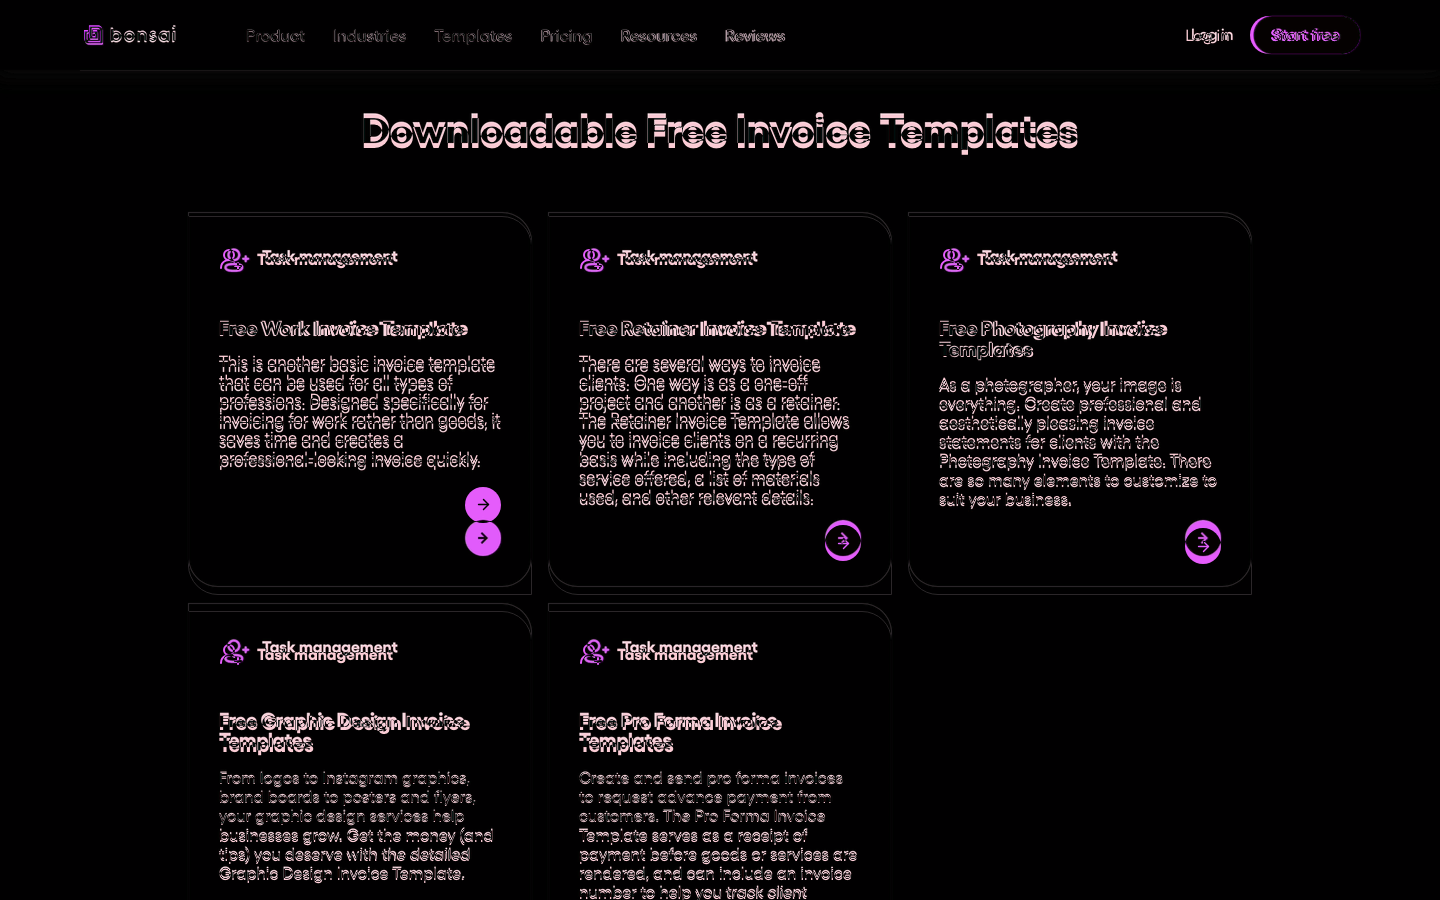 bonsai Product Industries Templates Pricing Resources Reviews Log in Start free
Downloadable Free Invoice Templates
Task management
Free Work Invoice Template
This is another basic invoice template
that can be used for all types of
professions. Designed specifically for
invoicing for work rather than goods, it
saves time and creates a
professional-looking invoice quickly.
Task management
Free Retainer Invoice Template
There are several ways to invoice
clients. One way is as a one-off
project and another is as a retainer.
The Retainer Invoice Template allows
you to invoice clients on a recurring
basis while including the type of
service offered, a list of materials
used, and other relevant details.
Task management
Free Photography Invoice
Templates
As a photographer, your image is
everything. Create professional and
aesthetically pleasing invoice
statements for clients with the
Photography Invoice Template. There
are so many elements to customize to
suit your business.
Task management
Free Graphic Design Invoice
Templates
From logos to instagram graphics,
brand boards to posters and flyers,
your graphic design services help
businesses grow. Get the money (and
tips) you deserve with the detailed
Graphic Design Invoice Template.
Task management
Free Pro Forma Invoice
Templates
Create and send pro forma invoices
to request advance payment from
customers. The Pro Forma Invoice
Template serves as a receipt of
payment before goods or services are
rendered, and can include an invoice
number to help you track client